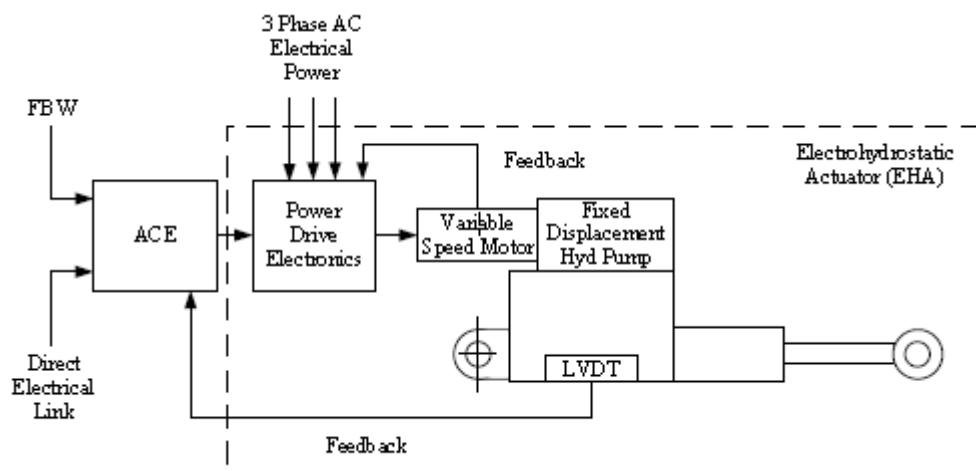 3 Phase AC
Electrical
Power
FBW
Feedback
Electrohydrostatic
Actuator (EHA)
ACE
Power
Drive
Electronics
Variable
Speed Motor
Fixed
Displacement
Hyd Pump
Direct
Electrical
Link
LVDT
Feedback